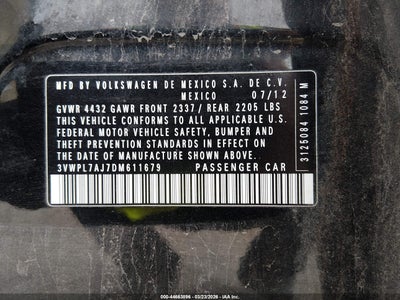 MFD BY VOLKSWAGEN DE MEXICO S.A. DE C.V.
MEXICO 07/12
GVWR 4432 GAWR FRONT 2337/ REAR 2205 LBS
THIS VEHICLE CONFORMS TO ALL APPLICABLE U.S.
FEDERAL MOTOR VEHICLE SAFETY, BUMPER AND
THEFT PREVENTION STANDARDS IN EFFECT ON THE
DATE OF MANUFACTURE SHOWN ABOVE.
3VWPL7AJ7DM611679 PASSENGER CAR
3125084 1084 M
000-44663096 - 03/23/2026 - IAAI.COM